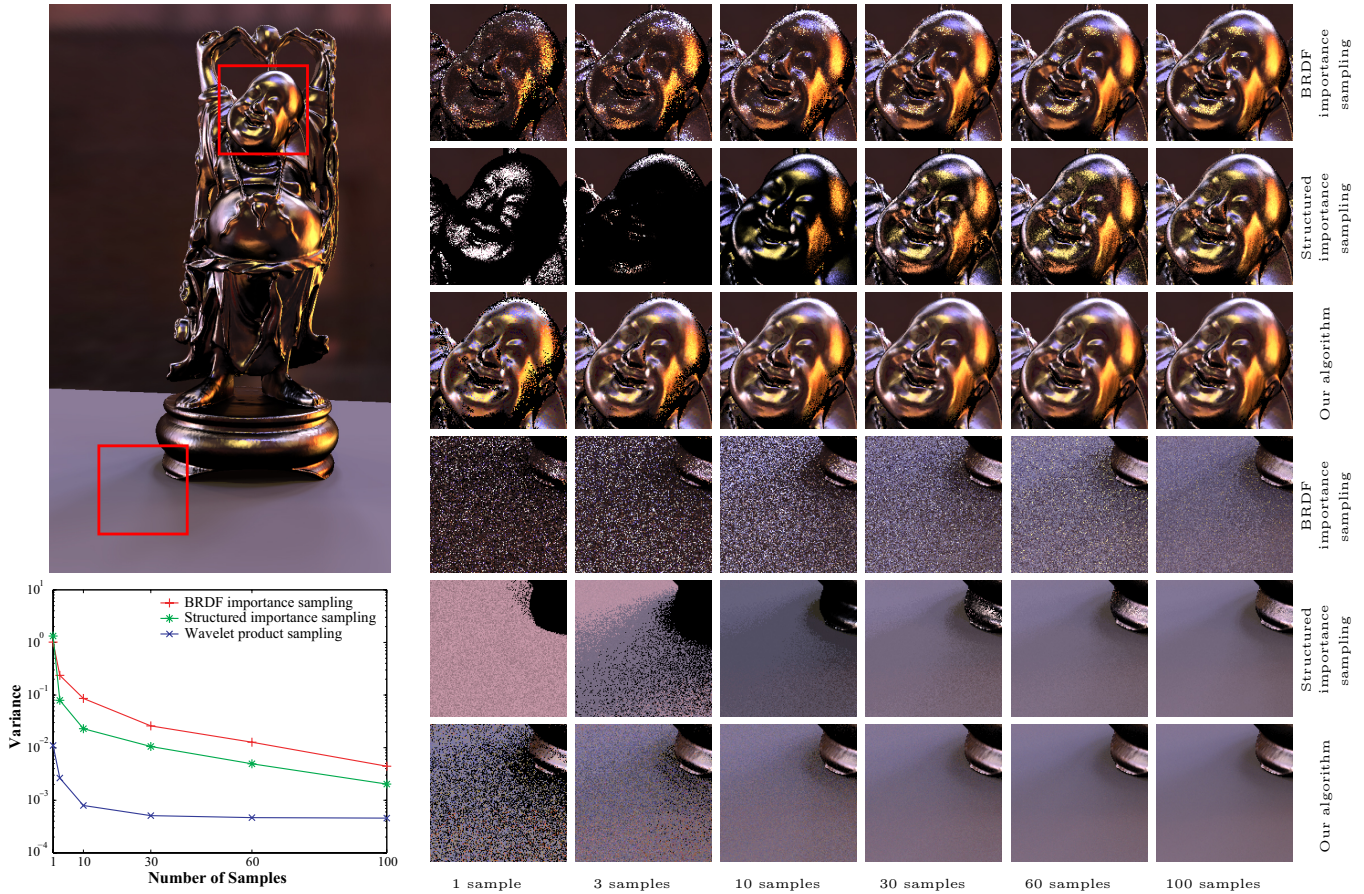 BRDF
importance
sampling
Structured
importance
sampling
Our algorithm
BRDF
importance
sampling
Structured
importance
sampling
Our algorithm
1 sample
3 samples
10 samples
30 samples
60 samples
100 samples
10^1
10^0
10^-1
10^-2
10^-3
10^-4
Variance
BRDF importance sampling
Structured importance sampling
Wavelet product sampling
1
10
30
60
100
Number of Samples